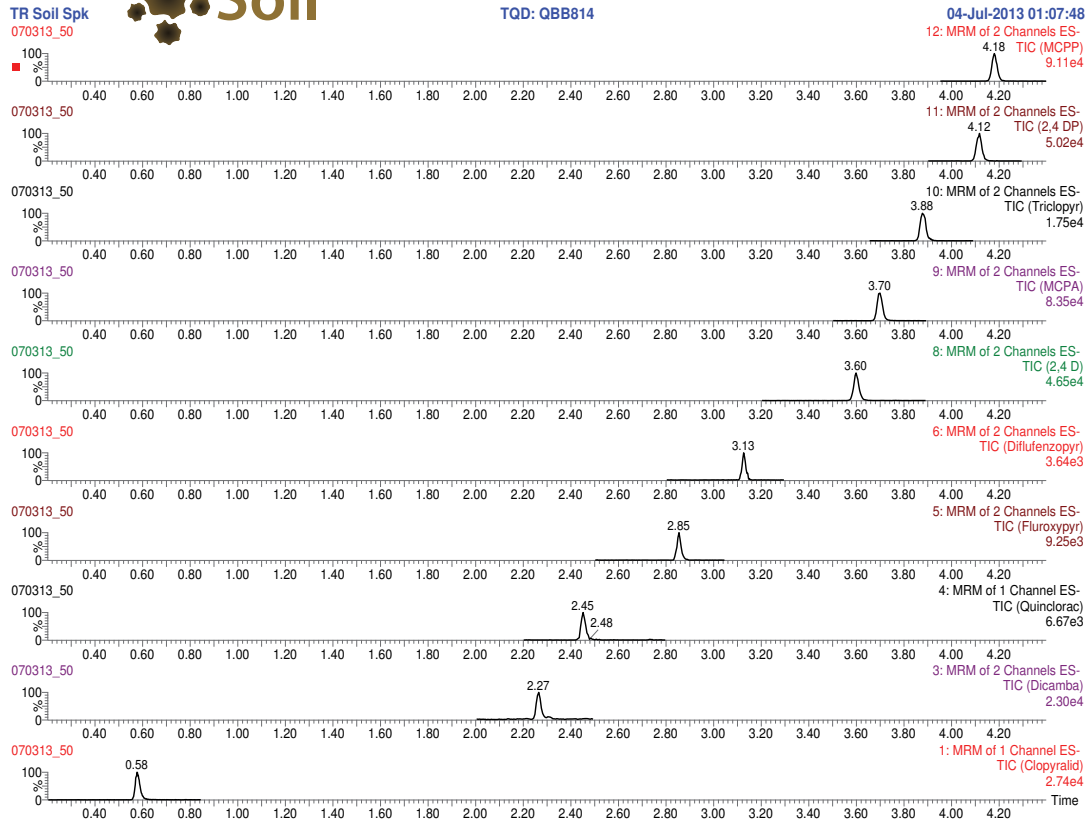 Soil
TR Soil Spk TQD: QBB814 04-Jul-2013 01:07:48
070313_50 12: MRM of 2 Channels ES-
4.18 TIC (MCPP)
100 9.11e4
%
0
0.40 0.60 0.80 1.00 1.20 1.40 1.60 1.80 2.00 2.20 2.40 2.60 2.80 3.00 3.20 3.40 3.60 3.80 4.00 4.20
070313_50 11: MRM of 2 Channels ES-
4.12 TIC (2,4 DP)
100 5.02e4
%
0
0.40 0.60 0.80 1.00 1.20 1.40 1.60 1.80 2.00 2.20 2.40 2.60 2.80 3.00 3.20 3.40 3.60 3.80 4.00 4.20
070313_50 10: MRM of 2 Channels ES-
3.88 TIC (Triclopyr)
100 1.75e4
%
0
0.40 0.60 0.80 1.00 1.20 1.40 1.60 1.80 2.00 2.20 2.40 2.60 2.80 3.00 3.20 3.40 3.60 3.80 4.00 4.20
070313_50 9: MRM of 2 Channels ES-
3.70 TIC (MCPA)
100 8.35e4
%
0
0.40 0.60 0.80 1.00 1.20 1.40 1.60 1.80 2.00 2.20 2.40 2.60 2.80 3.00 3.20 3.40 3.60 3.80 4.00 4.20
070313_50 8: MRM of 2 Channels ES-
3.60 TIC (2,4 D)
100 4.65e4
%
0
0.40 0.60 0.80 1.00 1.20 1.40 1.60 1.80 2.00 2.20 2.40 2.60 2.80 3.00 3.20 3.40 3.60 3.80 4.00 4.20
070313_50 6: MRM of 2 Channels ES-
3.13 TIC (Diflufenzopyr)
100 3.64e3
%
0
0.40 0.60 0.80 1.00 1.20 1.40 1.60 1.80 2.00 2.20 2.40 2.60 2.80 3.00 3.20 3.40 3.60 3.80 4.00 4.20
070313_50 5: MRM of 2 Channels ES-
2.85 TIC (Fluroxypyr)
100 9.25e3
%
0
0.40 0.60 0.80 1.00 1.20 1.40 1.60 1.80 2.00 2.20 2.40 2.60 2.80 3.00 3.20 3.40 3.60 3.80 4.00 4.20
070313_50 4: MRM of 1 Channel ES-
2.45 TIC (Quinclorac)
100 2.48 6.67e3
%
0
0.40 0.60 0.80 1.00 1.20 1.40 1.60 1.80 2.00 2.20 2.40 2.60 2.80 3.00 3.20 3.40 3.60 3.80 4.00 4.20
070313_50 3: MRM of 2 Channels ES-
2.27 TIC (Dicamba)
100 2.30e4
%
0
0.40 0.60 0.80 1.00 1.20 1.40 1.60 1.80 2.00 2.20 2.40 2.60 2.80 3.00 3.20 3.40 3.60 3.80 4.00 4.20
070313_50 1: MRM of 1 Channel ES-
0.58 TIC (Clopyralid)
100 2.74e4
%
0 Time
0.40 0.60 0.80 1.00 1.20 1.40 1.60 1.80 2.00 2.20 2.40 2.60 2.80 3.00 3.20 3.40 3.60 3.80 4.00 4.20